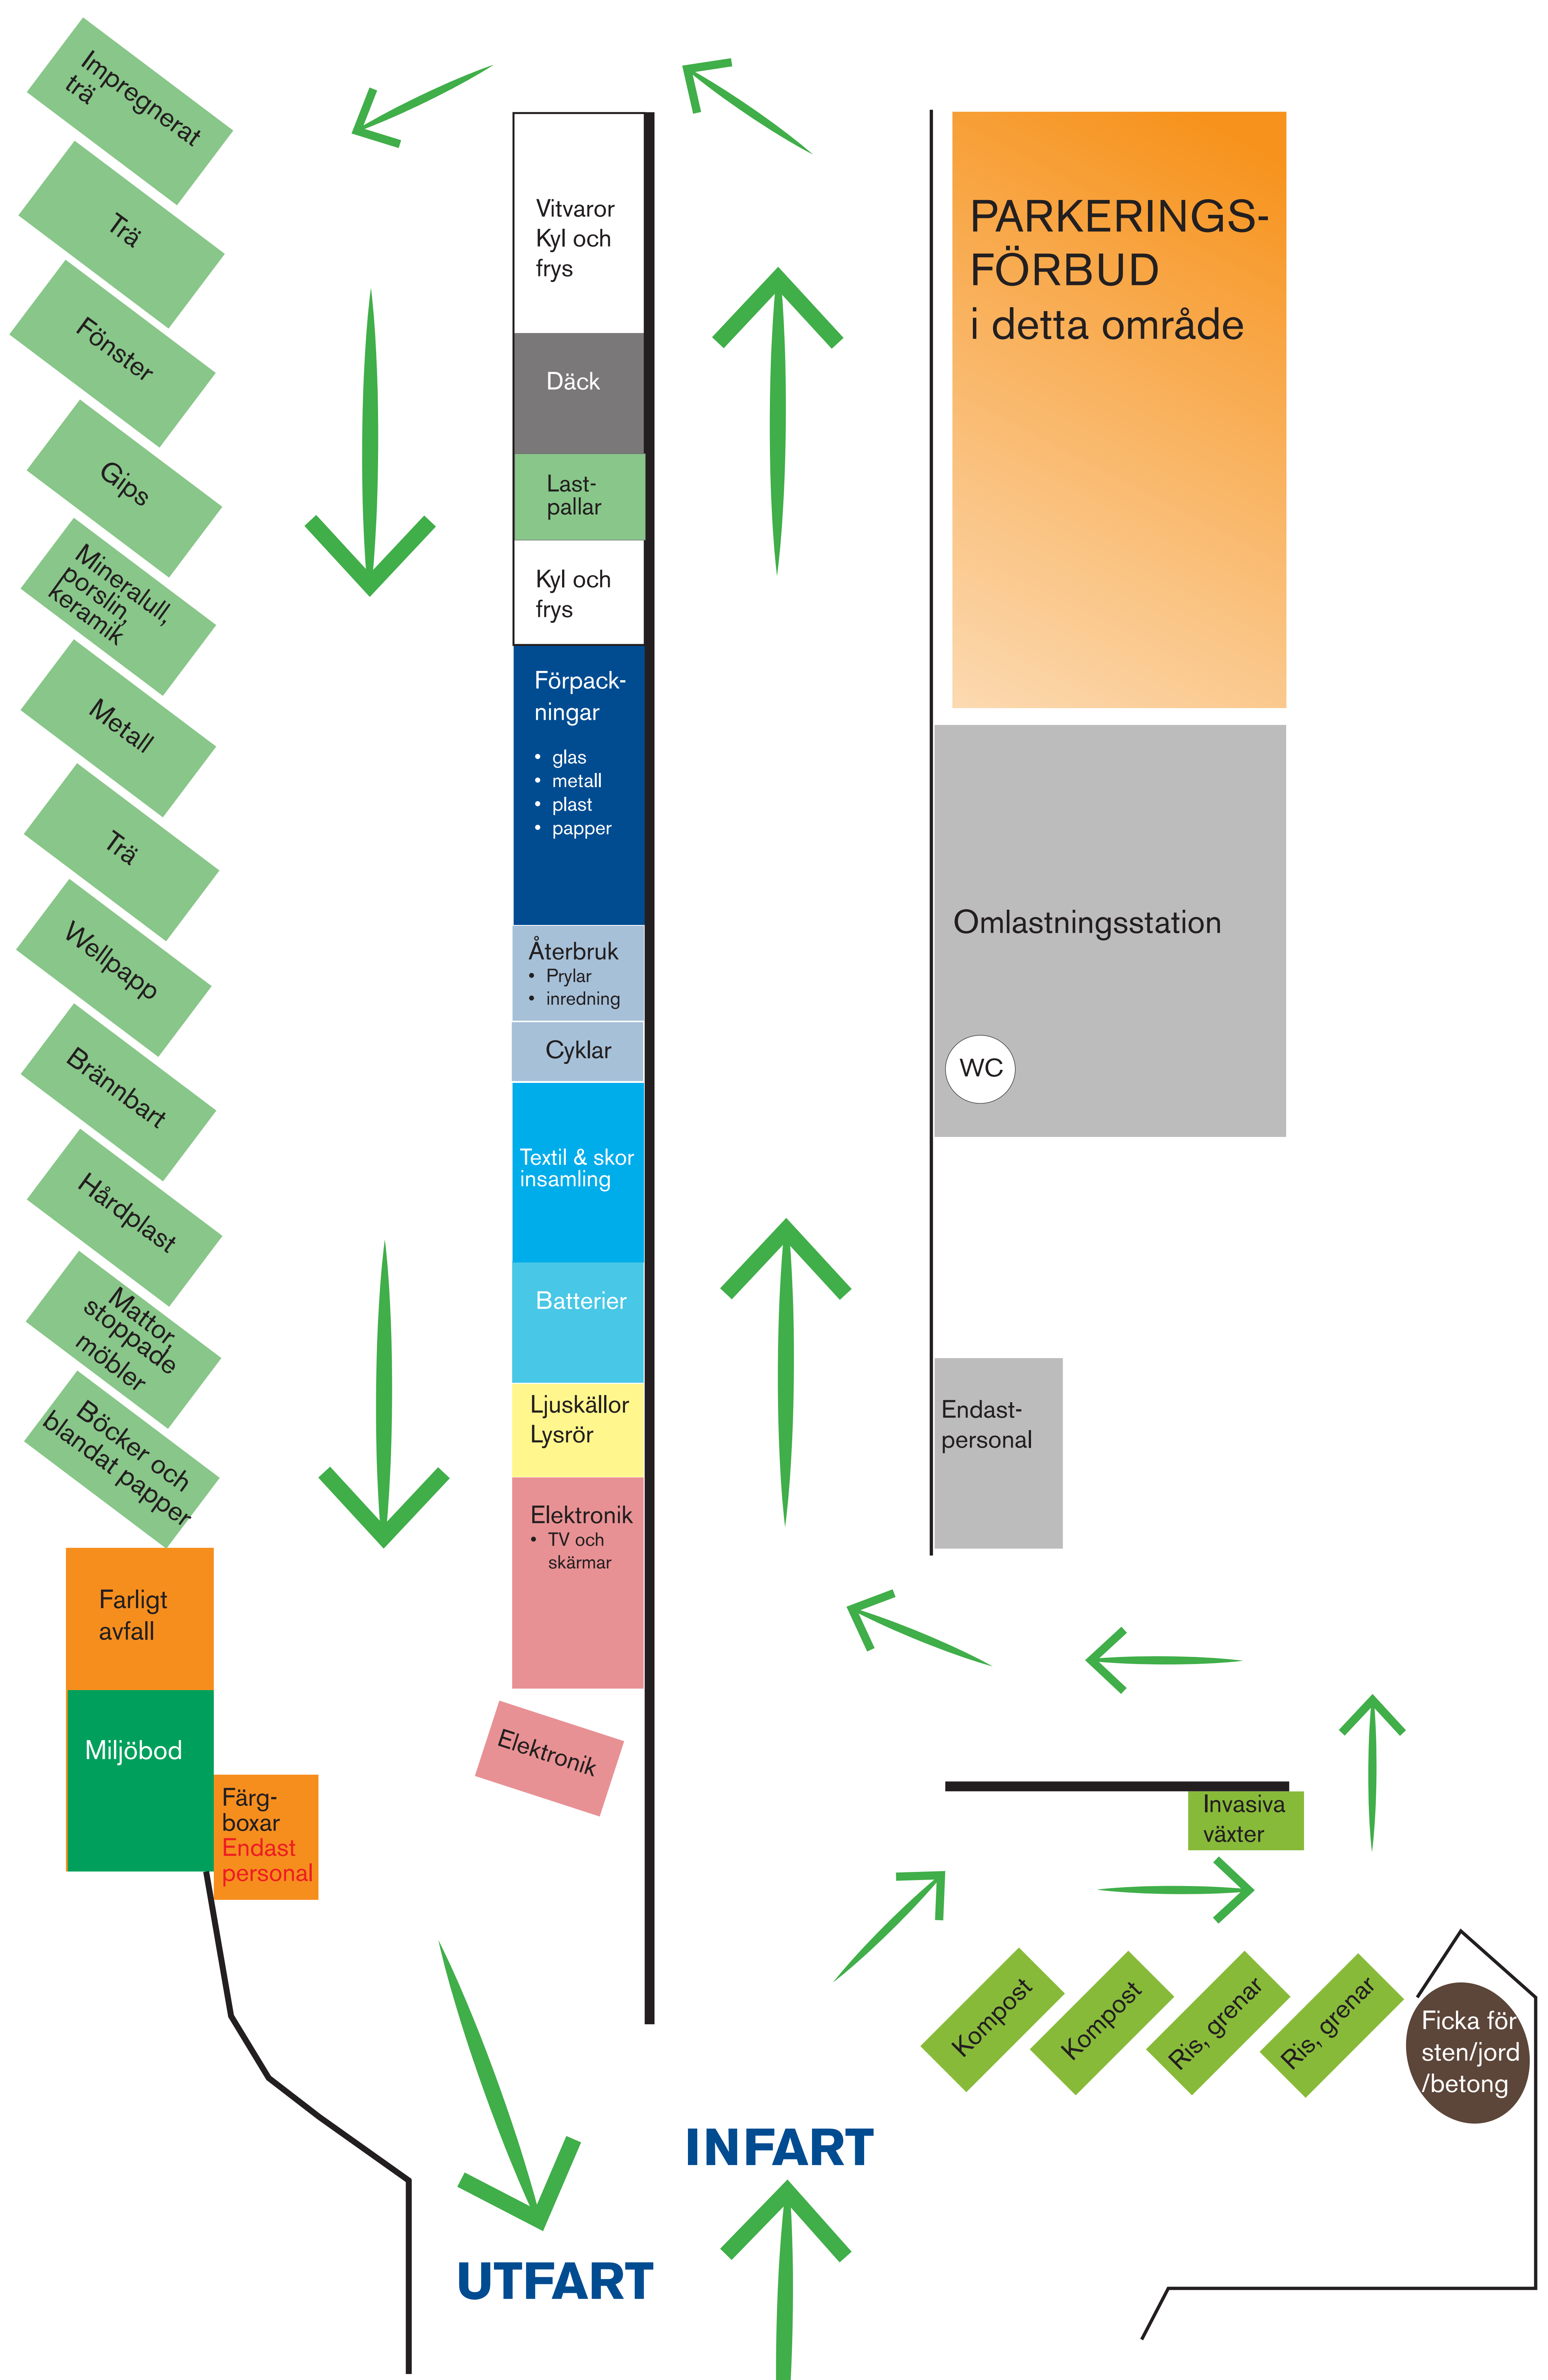 Impregnerat
trä
Trä
Fönster
Gips
Mineralull,
porslin,
keramik
Metall
Trä
Wellpapp
Brännbart
Hårdplast
Mattor,
stoppade
möbler
Böcker och
blandat papper
Farligt
avfall
Miljöbod
Färg-
boxar
Endast
personal
Vitvaror
Kyl och
frys
Däck
Last-
pallar
Kyl och
frys
Förpack-
ningar
• glas
• metall
• plast
• papper
Återbruk
• Prylar
• inredning
Cyklar
Textil & skor
insamling
Batterier
Ljuskällor
Lysrör
Elektronik
• TV och
skärmar
Elektronik
PARKERINGS-
FÖRBUD
i detta område
Omlastningsstation
WC
Endast-
personal
Invasiva
växter
Kompost
Kompost
Ris, grenar
Ris, grenar
Ficka för
sten/jord
/betong
INFART
UTFART